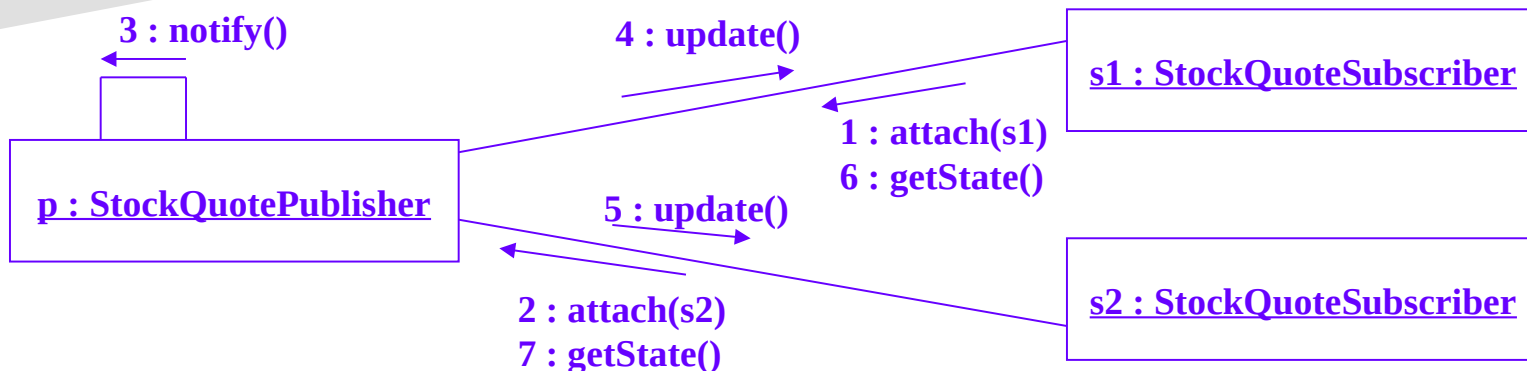 3 : notify()
4 : update()
s1 : StockQuoteSubscriber
1 : attach(s1)
6 : getState()
p : StockQuotePublisher
5 : update()
2 : attach(s2)
7 : getState()
s2 : StockQuoteSubscriber